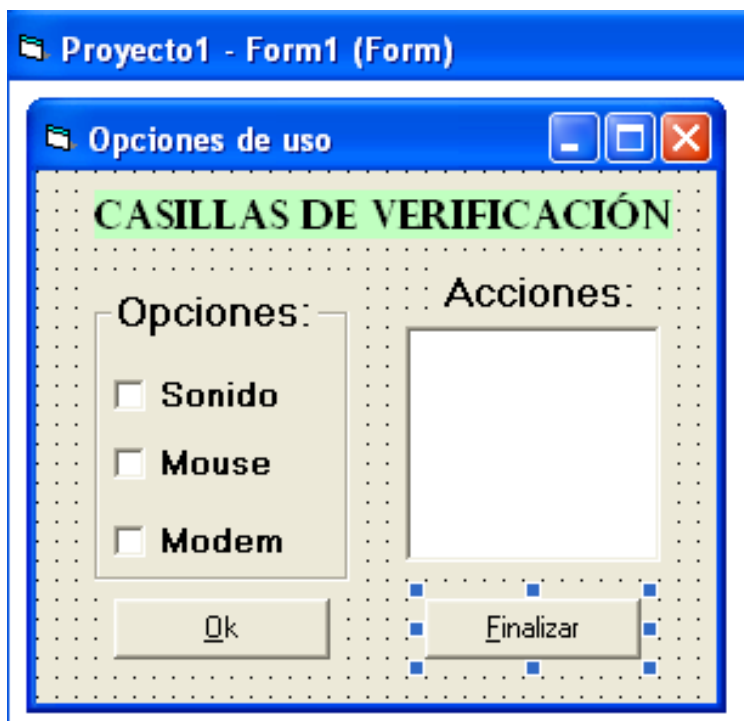 Proyecto1 - Form1 (Form)
Opciones de uso
CASILLAS DE VERIFICACIÓN
Opciones:
Sonido
Mouse
Modem
Ok
Acciones:
Finalizar